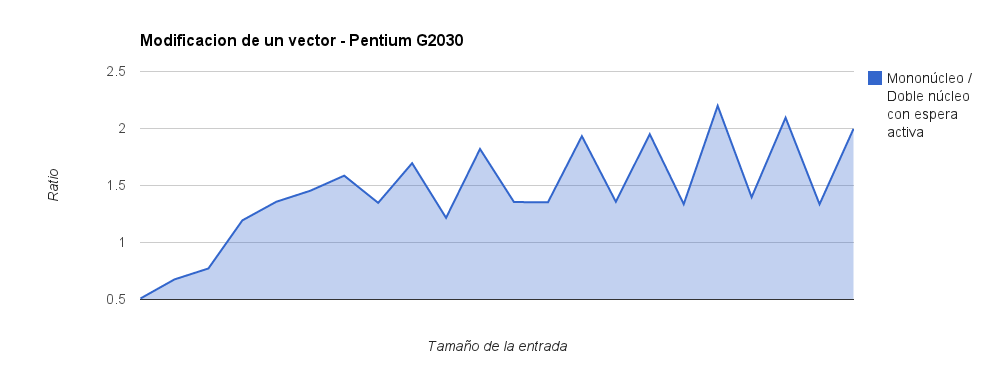 Modificacion de un vector - Pentium G2030
2.5
2
1.5
1
0.5
Ratio
Tamaño de la entrada
Mononúcleo /
Doble núcleo
con espera
activa